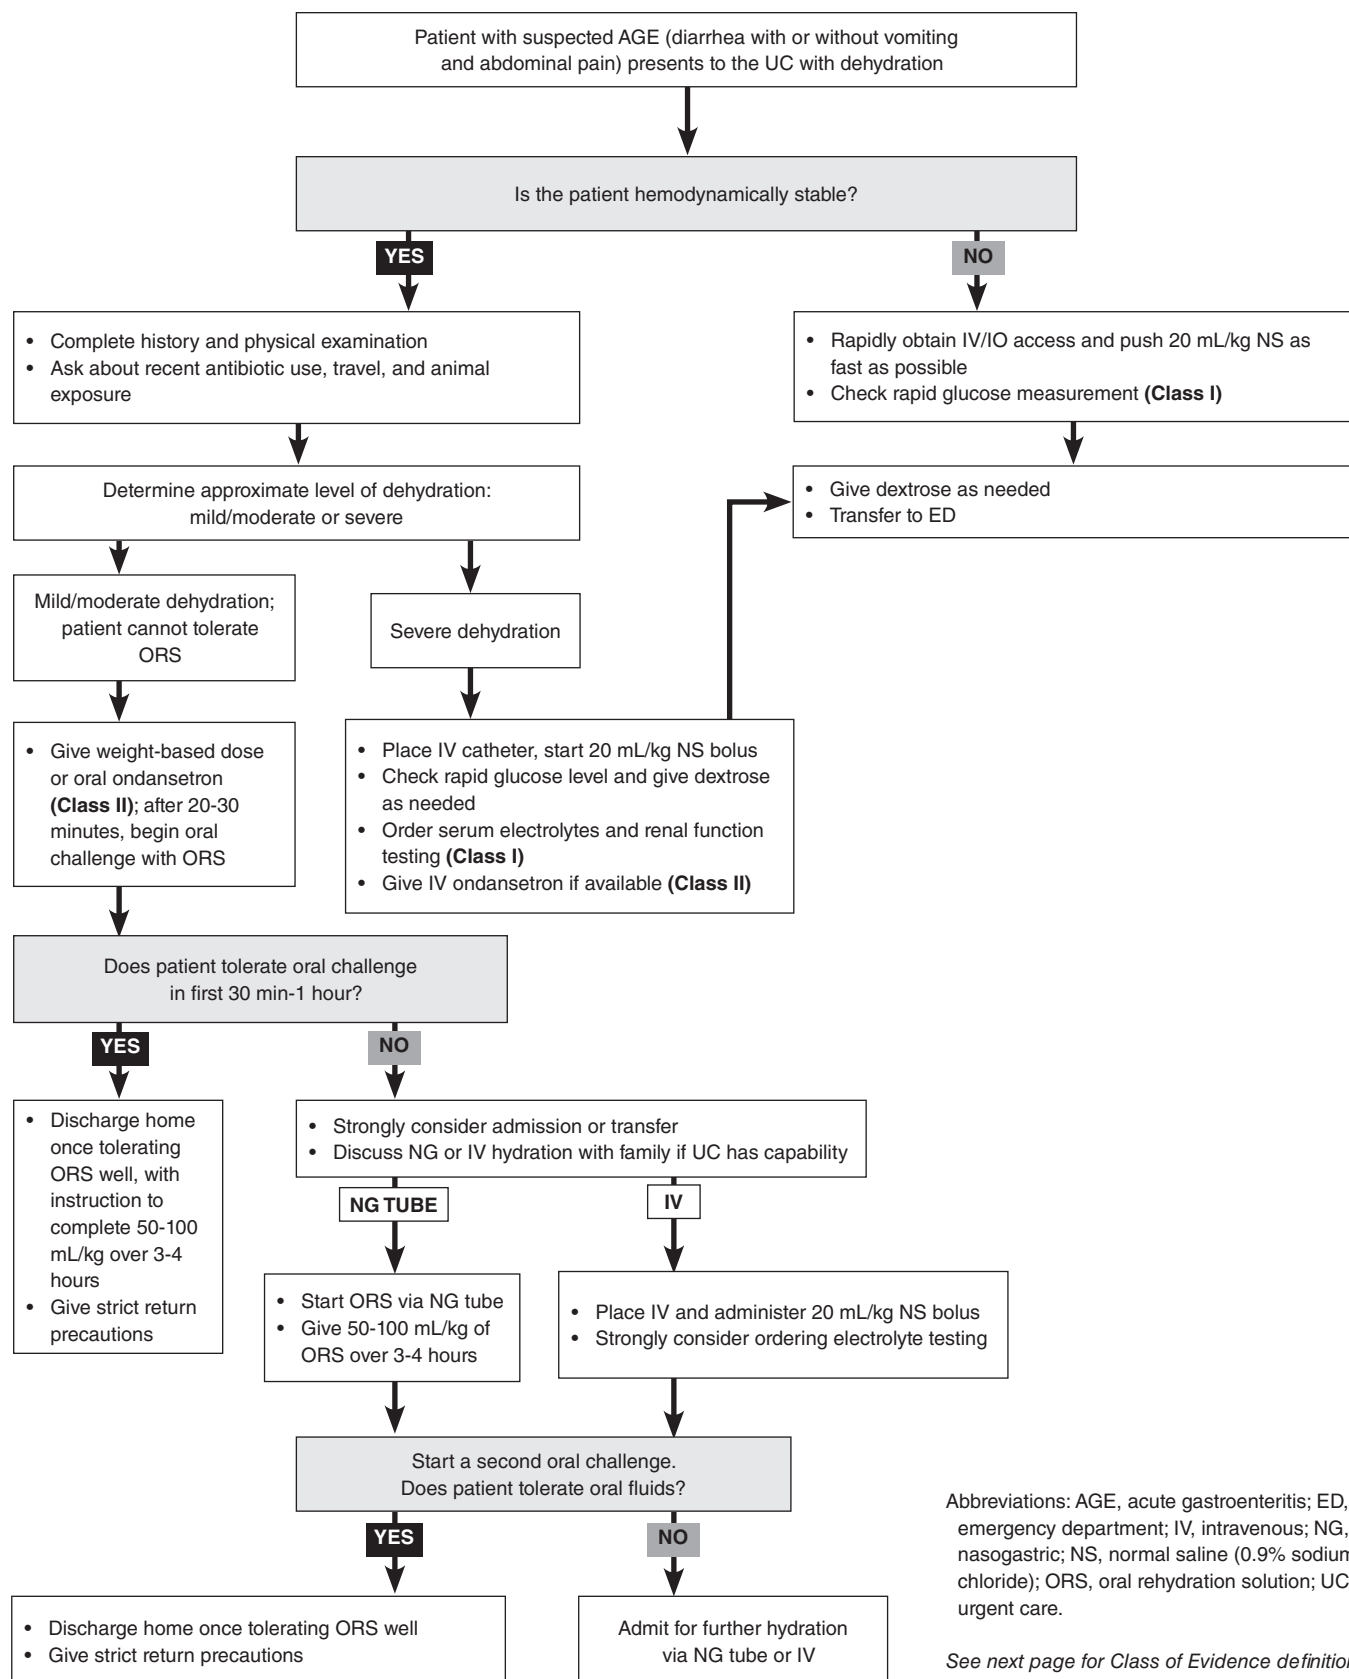 Patient with suspected AGE (diarrhea with or without vomiting
and abdominal pain) presents to the UC with dehydration
Is the patient hemodynamically stable?
YES
NO
• Complete history and physical examination
• Ask about recent antibiotic use, travel, and animal
exposure
• Rapidly obtain IV/IO access and push 20 mL/kg NS as
fast as possible
• Check rapid glucose measurement (Class I)
Determine approximate level of dehydration:
mild/moderate or severe
• Give dextrose as needed
• Transfer to ED
Mild/moderate dehydration;
patient cannot tolerate
ORS
Severe dehydration
• Give weight-based dose
or oral ondansetron
(Class II); after 20-30
minutes, begin oral
challenge with ORS
• Place IV catheter, start 20 mL/kg NS bolus
• Check rapid glucose level and give dextrose
as needed
• Order serum electrolytes and renal function
testing (Class I)
• Give IV ondansetron if available (Class II)
Does patient tolerate oral challenge
in first 30 min-1 hour?
YES
NO
• Discharge home
once tolerating
ORS well, with
instruction to
complete 50-100
mL/kg over 3-4
hours
• Give strict return
precautions
• Strongly consider admission or transfer
• Discuss NG or IV hydration with family if UC has capability
NG TUBE
IV
• Start ORS via NG tube
• Give 50-100 mL/kg of
ORS over 3-4 hours
• Place IV and administer 20 mL/kg NS bolus
• Strongly consider ordering electrolyte testing
Start a second oral challenge.
Does patient tolerate oral fluids?
YES
NO
• Discharge home once tolerating ORS well
• Give strict return precautions
Admit for further hydration
via NG tube or IV
Abbreviations: AGE, acute gastroenteritis; ED,
emergency department; IV, intravenous; NG,
nasogastric; NS, normal saline (0.9% sodium
chloride); ORS, oral rehydration solution; UC
urgent care.
See next page for Class of Evidence definition